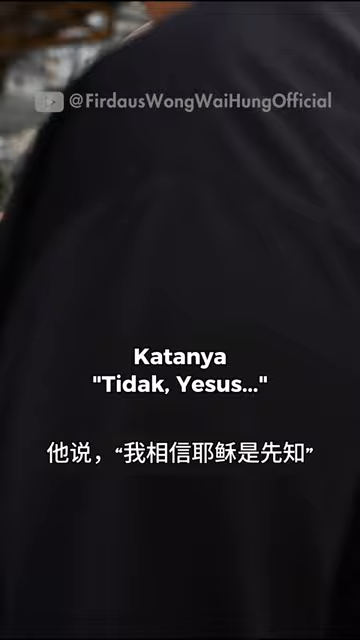 @FirdausWongWaiHungOfficial
Katanya
"Tidak, Yesus..."
他说，“我相信耶稣是先知”